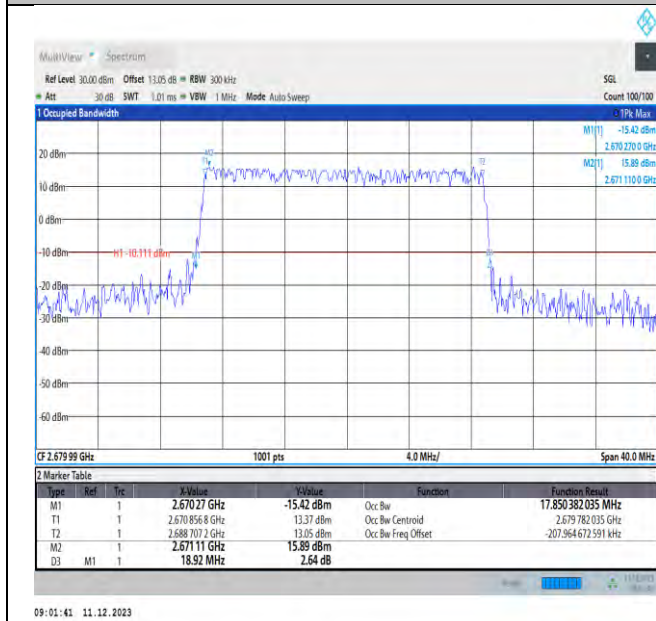 MultiView Spectrum
Ref Level 30.00 dBm Offset 13.05 dB RBW 300 kHz SGL
Att 30 dB SWT 1.01 ms VBW 1 MHz Mode Auto Sweep Count 100/100
1 Occupied Bandwidth 1Pk Max
M1[1] -15.42 dBm
2.670 270 0 GHz
M2[1] 15.89 dBm
2.671 110 0 GHz
M2
T1
T2
20 dBm
10 dBm
0 dBm
-10 dBm
H1 -10.111 dBm
M1
-20 dBm
-30 dBm
-40 dBm
-50 dBm
-60 dBm
CF 2.679 99 GHz 1001 pts 4.0 MHz/ Span 40.0 MHz
2 Marker Table
Type Ref Trc X-Value Y-Value Function Function Result
M1 1 2.670 27 GHz -15.42 dBm Occ Bw 17.850 382 035 MHz
T1 1 2.670 856 8 GHz 13.37 dBm Occ Bw Centroid 2.679 782 035 GHz
T2 1 2.688 707 2 GHz 13.05 dBm Occ Bw Freq Offset -207.964 672 591 kHz
M2 1 2.671 11 GHz 15.89 dBm
D3 M1 1 18.92 MHz 2.64 dB
09:01:41 11.12.2023